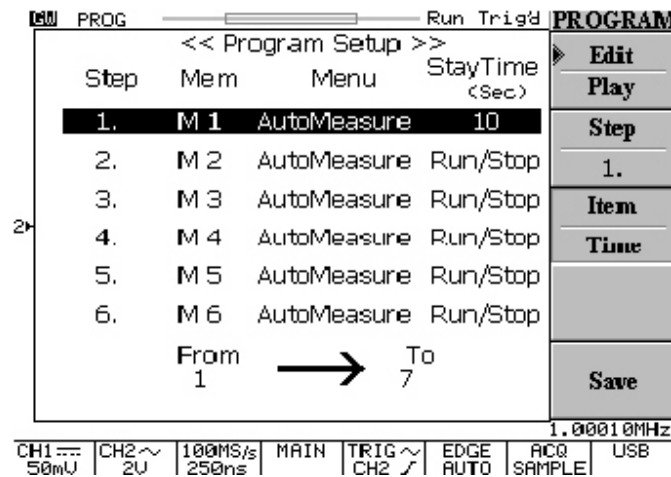 GW PROG Run Trig'd PROGRAM
<< Program Setup >>
Step Mem Menu StayTime (Sec)
1. M 1 AutoMeasure 10
2. M 2 AutoMeasure Run/Stop
3. M 3 AutoMeasure Run/Stop
4. M 4 AutoMeasure Run/Stop
5. M 5 AutoMeasure Run/Stop
6. M 6 AutoMeasure Run/Stop
From To
1 7
2
Edit
Play
Step
1.
Item
Time
Save
1.00010MHz
CH1 CH2 100MS/s MAIN TRIG EDGE ACQ USB
50mV 2V 250ns CH2 AUTO SAMPLE